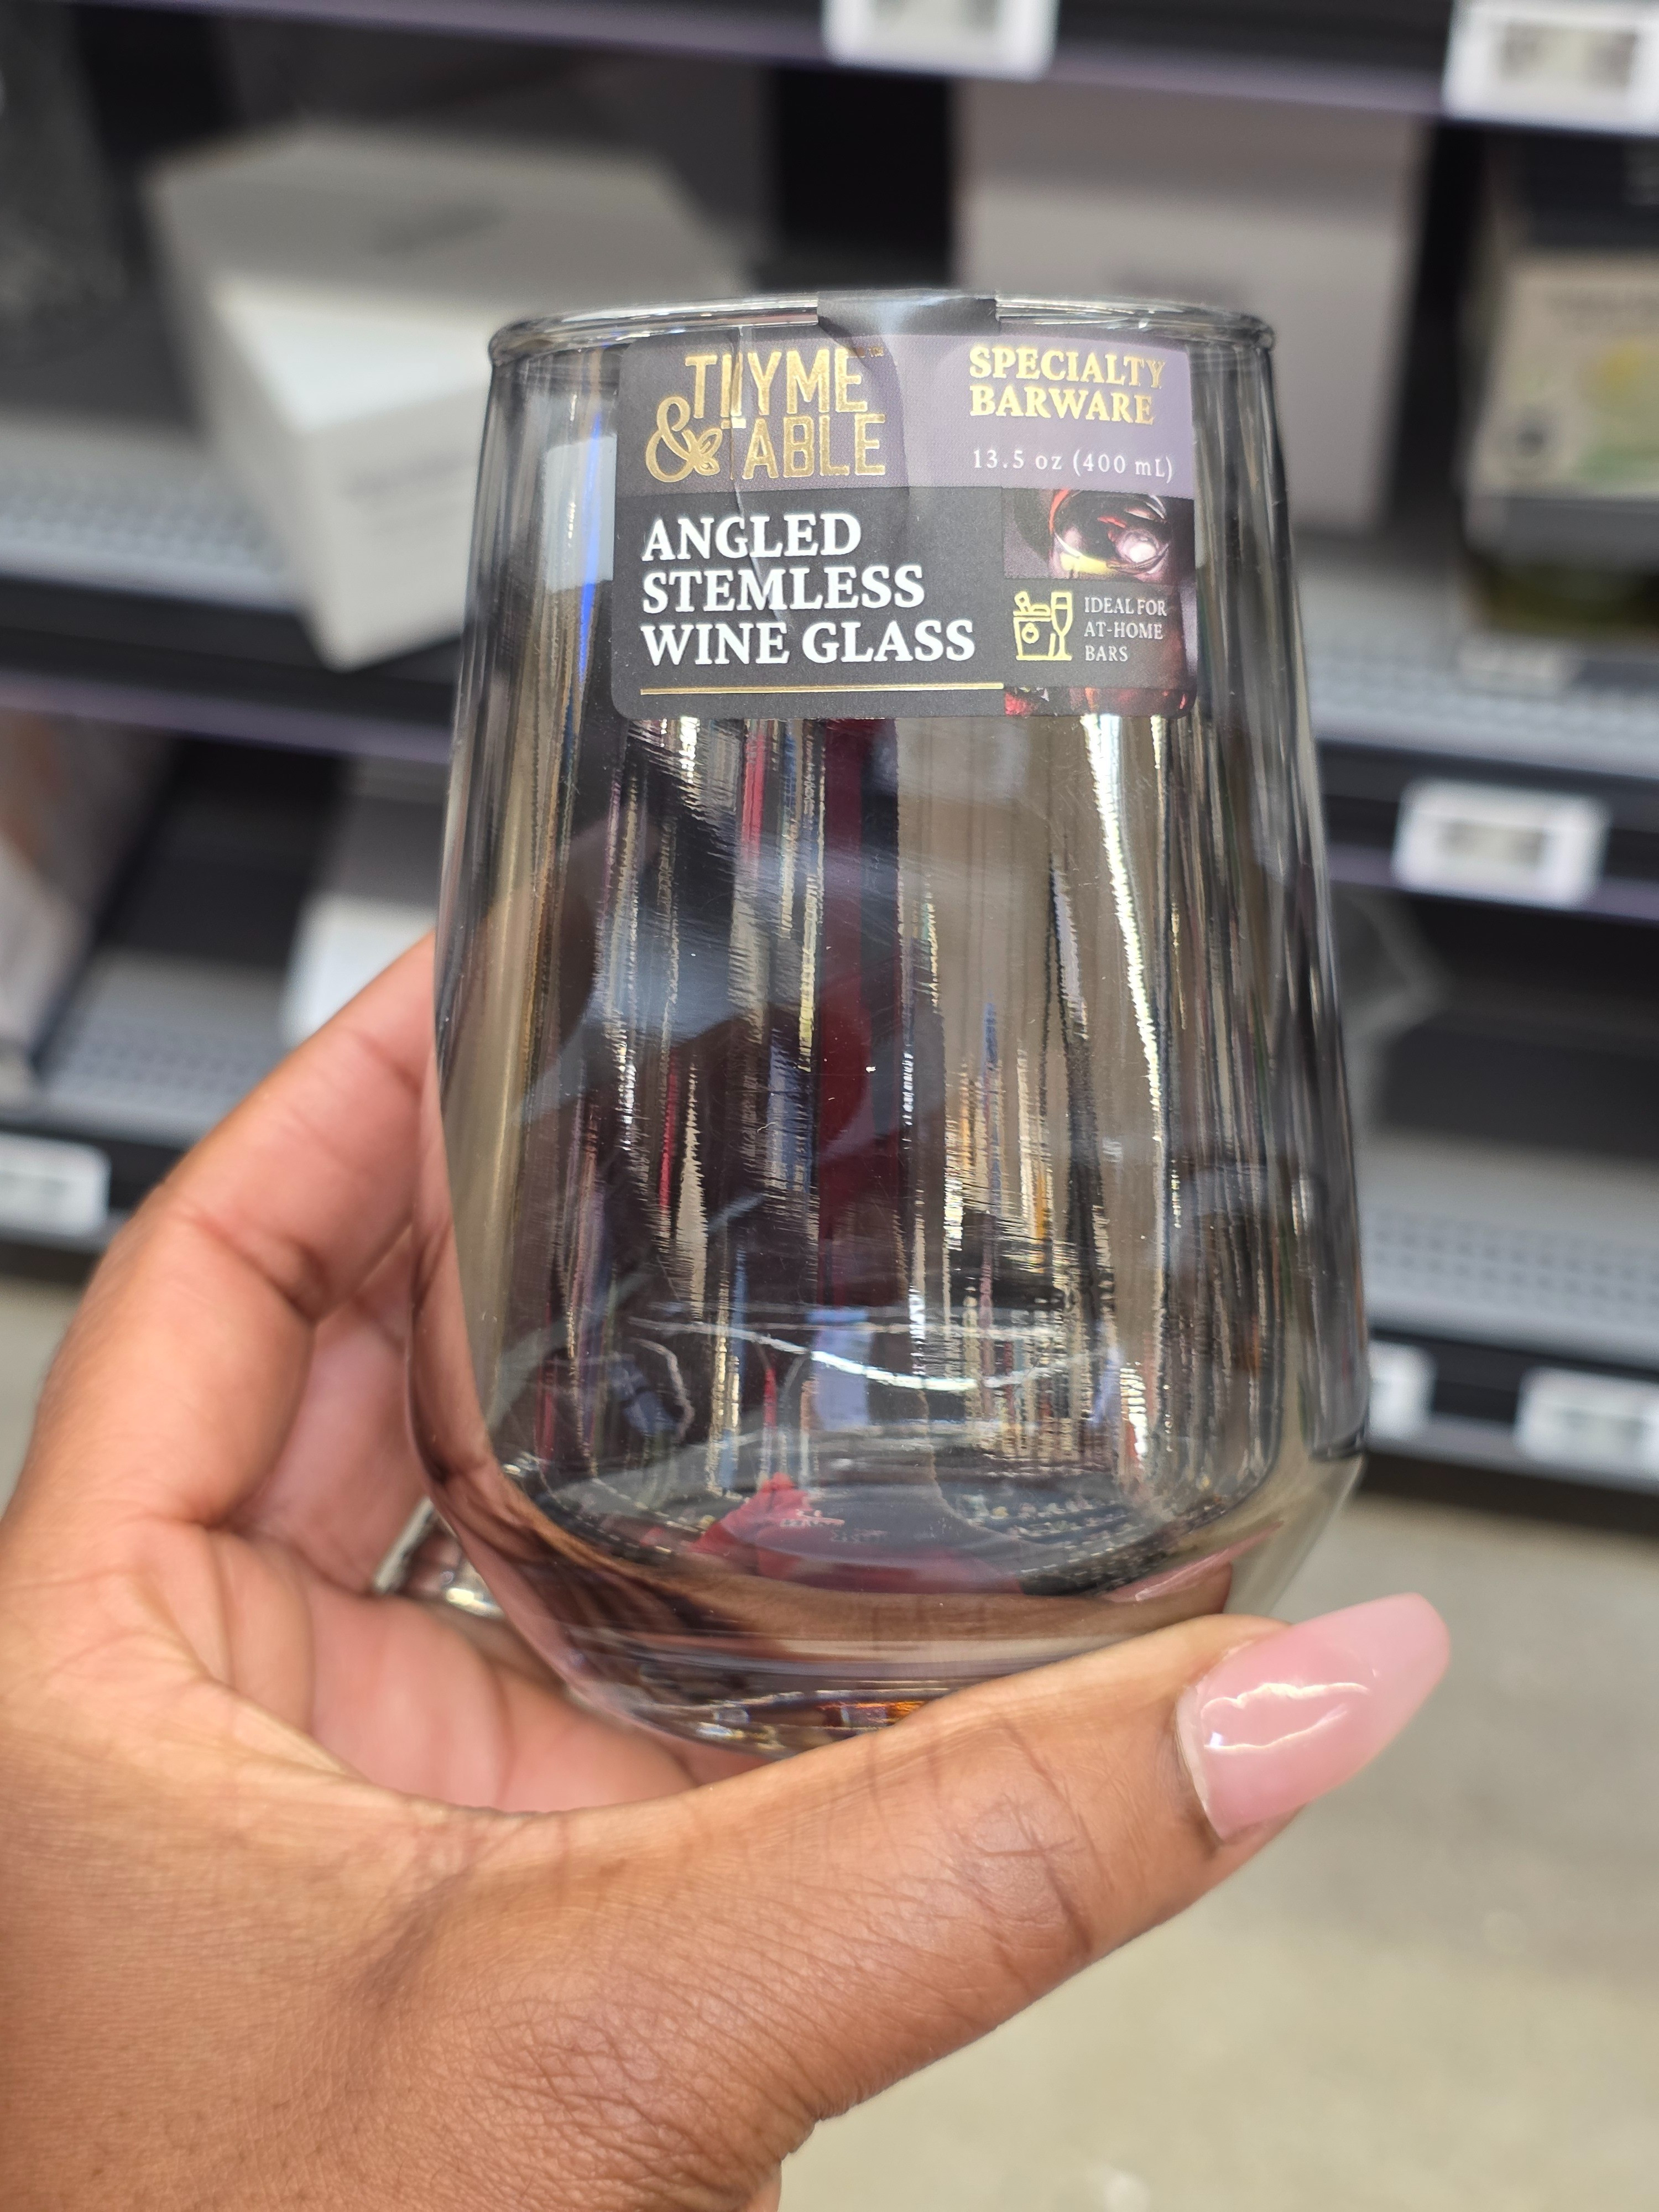 THYME
& TABLE
SPECIALTY
BARWARE
13.5 oz (400 mL)
ANGLED
STEMLESS
WINE GLASS
IDEAL FOR
AT-HOME
BARS